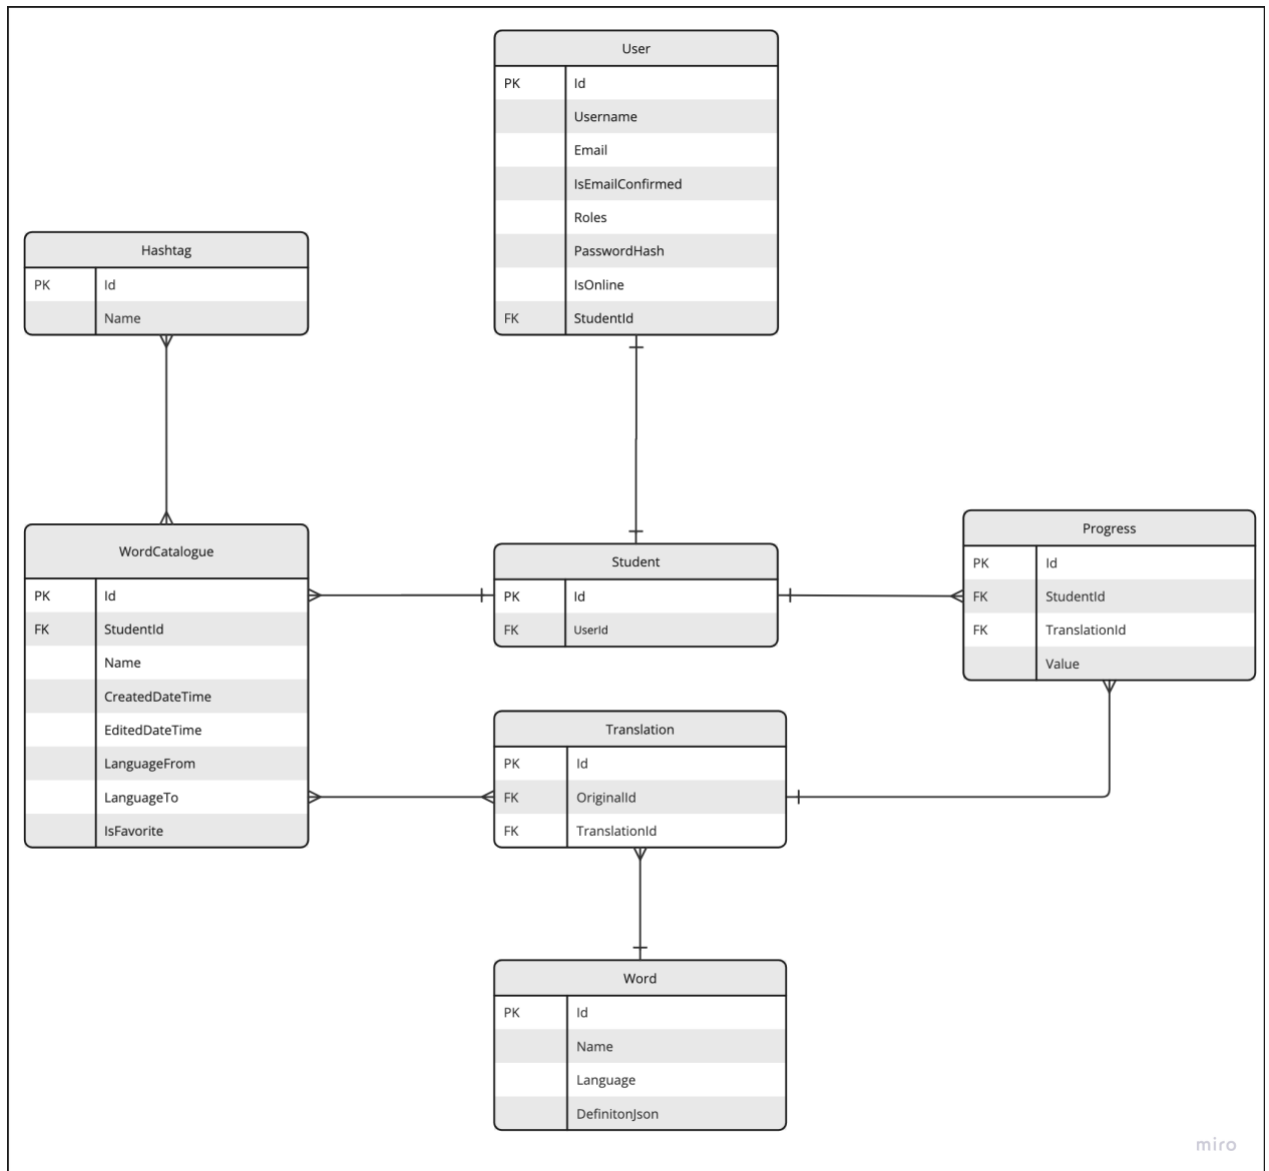 User
PK Id
Username
Email
IsEmailConfirmed
Roles
PasswordHash
IsOnline
FK StudentId
Hashtag
PK Id
Name
WordCatalogue
PK Id
FK StudentId
Name
CreatedDateTime
EditedDateTime
LanguageFrom
LanguageTo
IsFavorite
Student
PK Id
FK UserId
Progress
PK Id
FK StudentId
FK TranslationId
Value
Translation
PK Id
FK OriginalId
FK TranslationId
Word
PK Id
Name
Language
DefinitonJson
miro